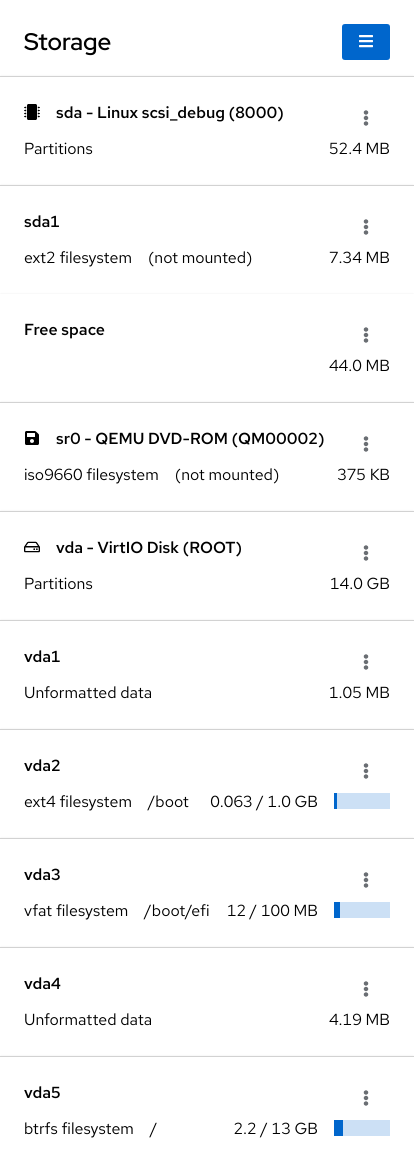 Storage
sda - Linux scsi_debug (8000)
Partitions 52.4 MB
sda1
ext2 filesystem (not mounted) 7.34 MB
Free space
44.0 MB
sr0 - QEMU DVD-ROM (QM00002)
iso9660 filesystem (not mounted) 375 KB
vda - VirtIO Disk (ROOT)
Partitions 14.0 GB
vda1
Unformatted data 1.05 MB
vda2
ext4 filesystem /boot 0.063 / 1.0 GB
vda3
vfat filesystem /boot/efi 12 / 100 MB
vda4
Unformatted data 4.19 MB
vda5
btrfs filesystem / 2.2 / 13 GB